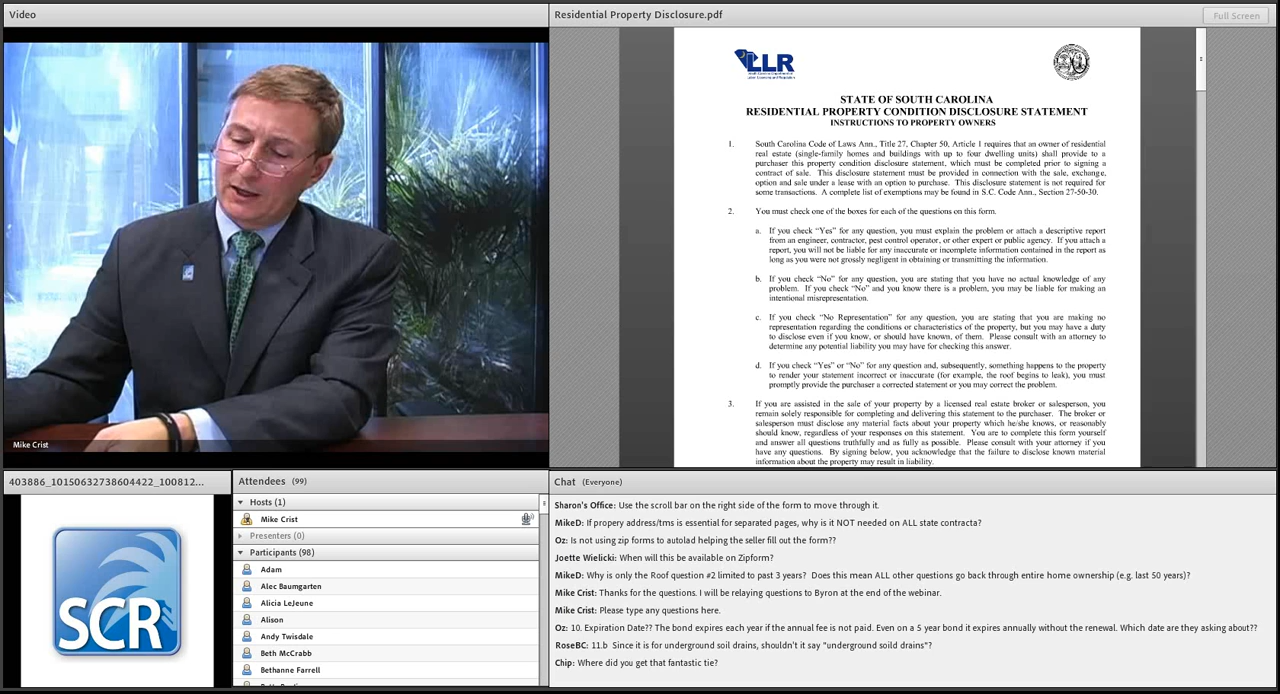 Video
Mike Crist
Residential Property Disclosure.pdf
Full Screen
LLR
STATE OF SOUTH CAROLINA
RESIDENTIAL PROPERTY CONDITION DISCLOSURE STATEMENT
INSTRUCTIONS TO PROPERTY OWNERS
1. South Carolina Code of Laws Ann., Title 27, Chapter 50, Article 1 requires that an owner of residential
real estate (single-family homes and buildings with up to four dwelling units) shall provide to a
purchaser this property condition disclosure statement, which must be completed prior to signing a
contract of sale. This disclosure statement must be provided in connection with the sale, exchange,
option and sale under a lease with an option to purchase. This disclosure statement is not required for
some transactions. A complete list of exemptions may be found in S.C. Code Ann., Section 27-50-30.
2. You must check one of the boxes for each of the questions on this form.
a. If you check “Yes” for any question, you must explain the problem or attach a descriptive report
from an engineer, contractor, pest control operator, or other expert or public agency. If you attach a
report, you will not be liable for any inaccurate or incomplete information contained in the report as
long as you were not grossly negligent in obtaining or transmitting the information.
b. If you check “No” for any question, you are stating that you have no actual knowledge of any
problem. If you check “No” and you know there is a problem, you may be liable for making an
intentional misrepresentation.
c. If you check “No Representation” for any question, you are stating that you are making no
representation regarding the conditions or characteristics of the property, but you may have a duty
to disclose even if you know, or should have known, of them. Please consult with an attorney to
determine any potential liability you may have for checking this answer.
d. If you check “Yes” or “No” for any question and, subsequently, something happens to the property
to render your statement incorrect or inaccurate (for example, the roof begins to leak), you must
promptly provide the purchaser a corrected statement or you may correct the problem.
3. If you are assisted in the sale of your property by a licensed real estate broker or salesperson, you
remain solely responsible for completing and delivering this statement to the purchaser. The broker or
salesperson must disclose any material facts about your property which he/she knows, or reasonably
should know, regardless of your responses on this statement. You are to complete this form yourself
and answer all questions truthfully and as fully as possible. Please consult with your attorney if you
have any questions. By signing below, you acknowledge that the failure to disclose known material
information about the property may result in liability.
403886_10150632738604422_100812...
SCR
Attendees (99)
Hosts (1)
Mike Crist
Presenters (0)
Participants (98)
Adam
Alec Baumgarten
Alicia LeJeune
Alison
Andy Twisdale
Beth McCrabb
Bethanne Farrell
Chat (Everyone)
Sharon's Office: Use the scroll bar on the right side of the form to move through it.
MikeD: If propery address/tms is essential for separated pages, why is it NOT needed on ALL state contracta?
Oz: Is not using zip forms to autolad helping the seller fill out the form??
Joette Wielicki: When will this be available on Zipform?
MikeD: Why is only the Roof question #2 limited to past 3 years? Does this mean ALL other questions go back through entire home ownership (e.g. last 50 years)?
Mike Crist: Thanks for the questions. I will be relaying questions to Byron at the end of the webinar.
Mike Crist: Please type any questions here.
Oz: 10. Expiration Date?? The bond expires each year if the annual fee is not paid. Even on a 5 year bond it expires annually without the renewal. Which date are they asking about??
RoseBC: 11.b Since it is for underground soil drains, shouldn't it say "underground soild drains"?
Chip: Where did you get that fantastic tie?